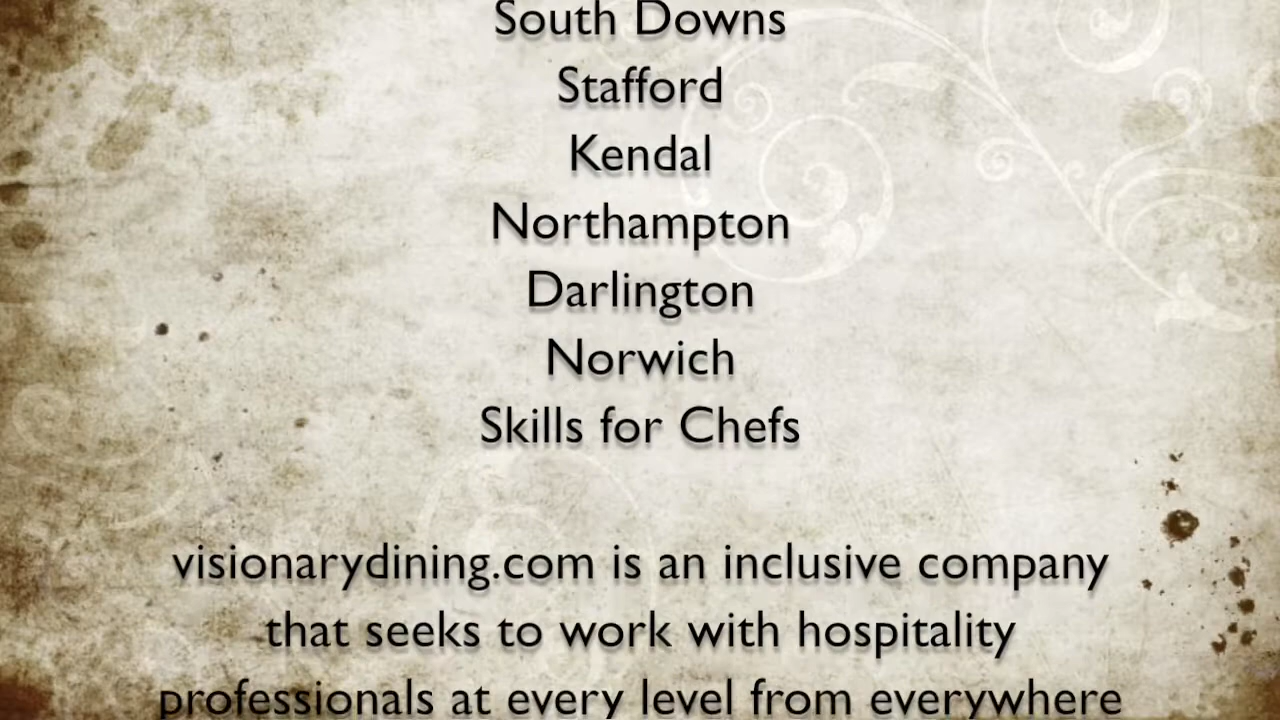 South Downs
Stafford
Kendal
Northampton
Darlington
Norwich
Skills for Chefs
visionarydining.com is an inclusive company
that seeks to work with hospitality
professionals at every level from everywhere